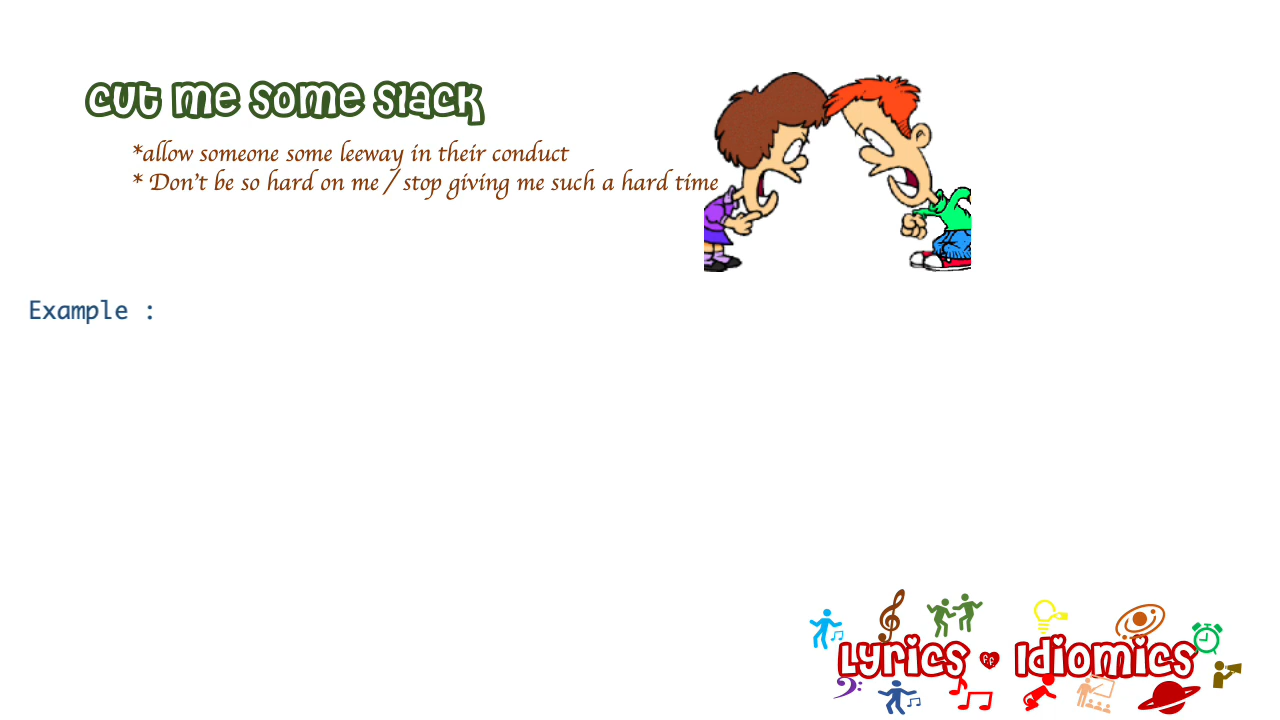 cut me some slack
*allow someone some leeway in their conduct
* Don't be so hard on me / stop giving me such a hard time
Example :
Lyrics ff Idiomics